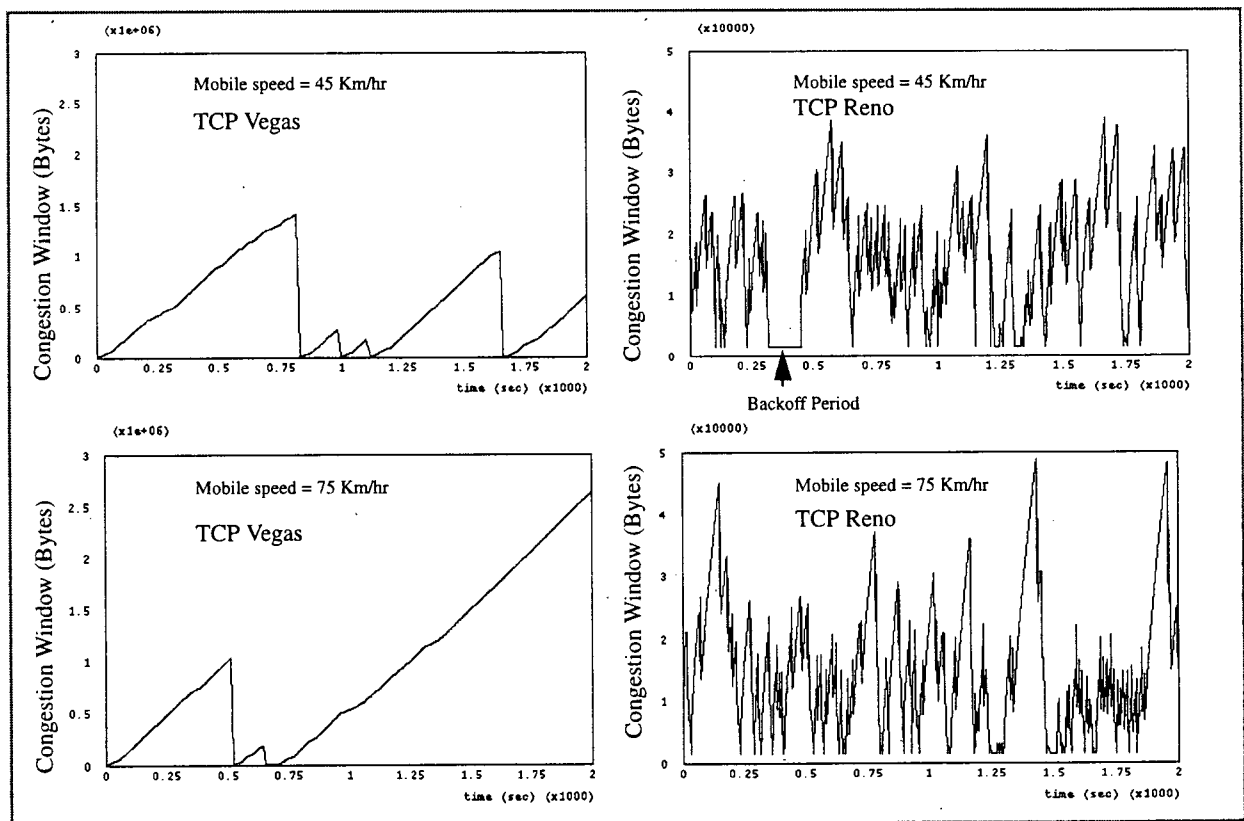 (x1e+06)
3
2.5
2
1.5
1
0.5
0
Congestion Window (Bytes)
Mobile speed = 45 Km/hr
TCP Vegas
0 0.25 0.5 0.75 1 1.25 1.5 1.75 2
time (sec) (x1000)
(x10000)
5
4
3
2
1
0
Congestion Window (Bytes)
Mobile speed = 45 Km/hr
TCP Reno
0 0.25 0.5 0.75 1 1.25 1.5 1.75 2
time (sec) (x1000)
Backoff Period
(x1e+06)
3
2.5
2
1.5
1
0.5
0
Congestion Window (Bytes)
Mobile speed = 75 Km/hr
TCP Vegas
0 0.25 0.5 0.75 1 1.25 1.5 1.75 2
time (sec) (x1000)
(x10000)
5
4
3
2
1
0
Congestion Window (Bytes)
Mobile speed = 75 Km/hr
TCP Reno
0 0.25 0.5 0.75 1 1.25 1.5 1.75 2
time (sec) (x1000)